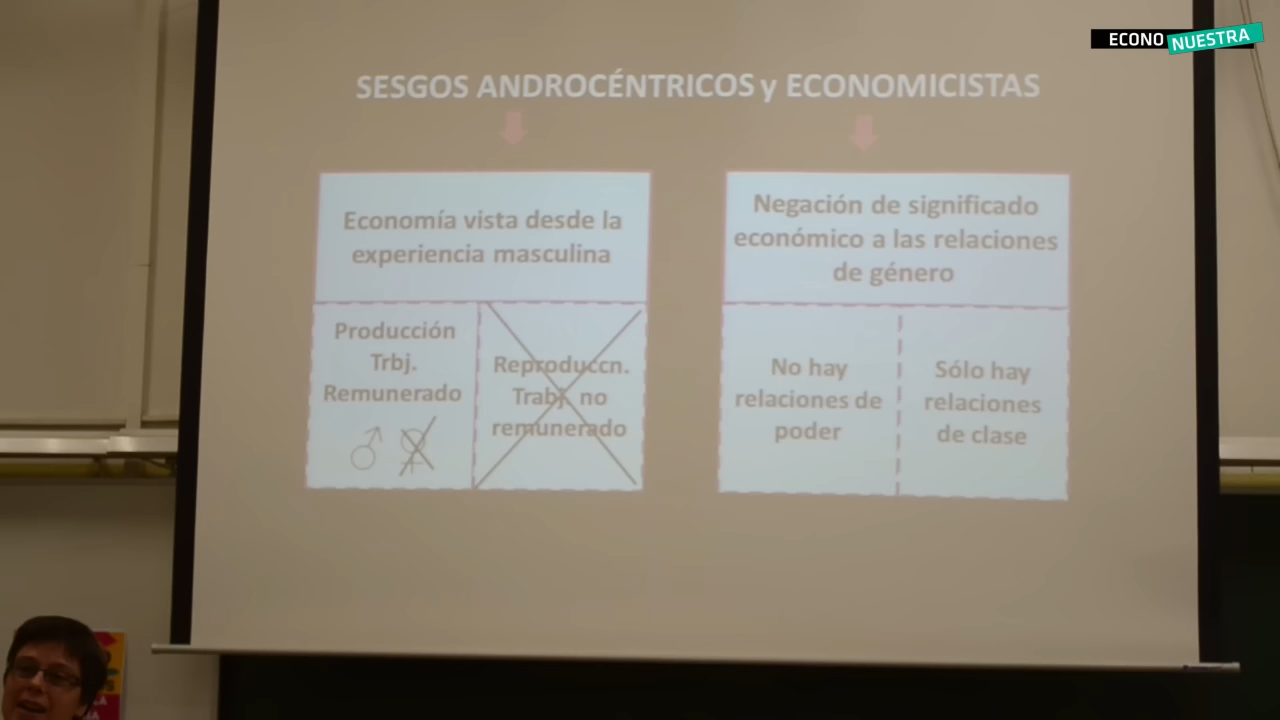 ECONO NUESTRA
SESGOS ANDROCÉNTRICOS y ECONOMICISTAS
Economía vista desde la
experiencia masculina
Producción
Trbj.
Remunerado
Reproduccn.
Trabj. no
remunerado
Negación de significado
económico a las relaciones
de género
No hay
relaciones de
poder
Sólo hay
relaciones
de clase